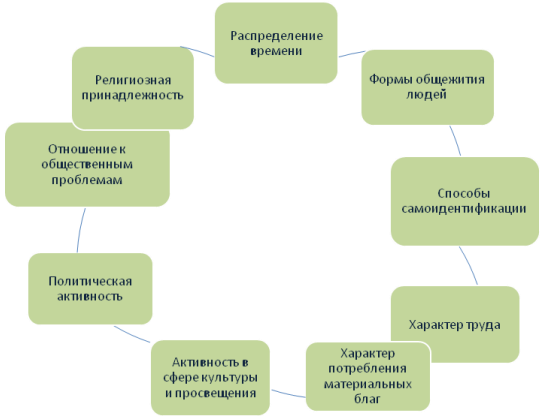 Распределение
времени
Формы общежития
людей
Способы
самоидентификации
Характер труда
Характер
потребления
материальных
благ
Активность в
сфере культуры
и просвещения
Политическая
активность
Отношение к
общественным
проблемам
Религиозная
принадлежность